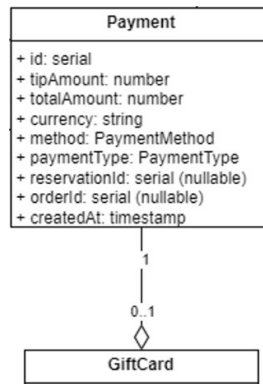 Payment
+ id: serial
+ tipAmount: number
+ totalAmount: number
+ currency: string
+ method: PaymentMethod
+ paymentType: PaymentType
+ reservationId: serial (nullable)
+ orderId: serial (nullable)
+ createdAt: timestamp
1
0..1
GiftCard